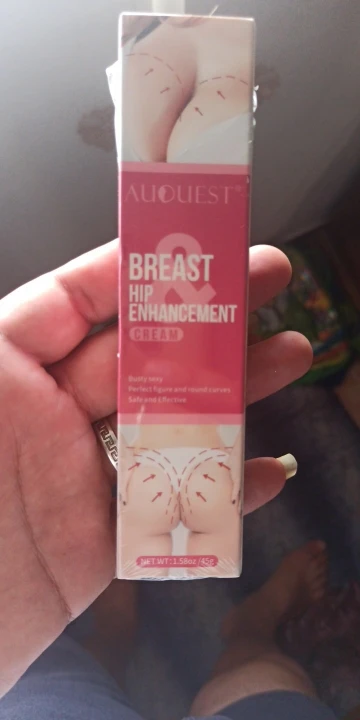 AUQUEST®
&
BREAST
HIP
ENHANCEMENT
CREAM
Busty sexy
Perfect figure and round curves
Safe and Effective
NET WT:1.58oz/45g